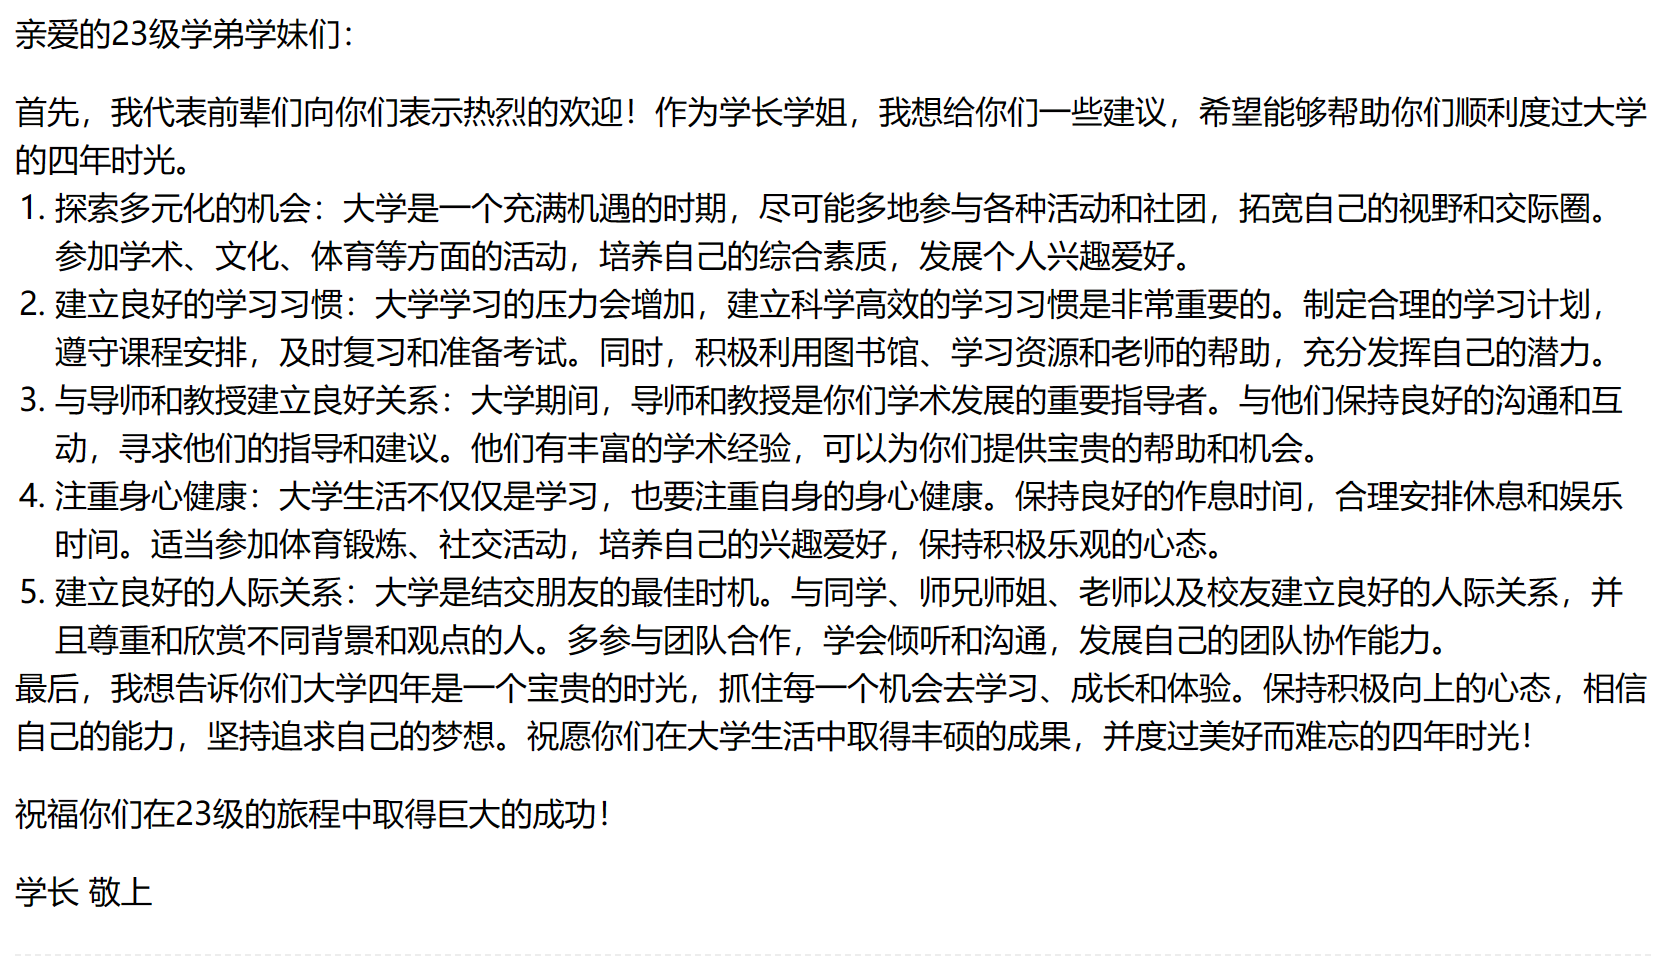 亲爱的23级学弟学妹们：
首先，我代表前辈们向你们表示热烈的欢迎！作为学长学姐，我想给你们一些建议，希望能够帮助你们顺利度过大学
的四年时光。
1. 探索多元化的机会：大学是一个充满机遇的时期，尽可能多地参与各种活动和社团，拓宽自己的视野和交际圈。
参加学术、文化、体育等方面的活动，培养自己的综合素质，发展个人兴趣爱好。
2. 建立良好的学习习惯：大学学习的压力会增加，建立科学高效的学习习惯是非常重要的。制定合理的学习计划，
遵守课程安排，及时复习和准备考试。同时，积极利用图书馆、学习资源和老师的帮助，充分发挥自己的潜力。
3. 与导师和教授建立良好关系：大学期间，导师和教授是你们学术发展的重要指导者。与他们保持良好的沟通和互
动，寻求他们的指导和建议。他们有丰富的学术经验，可以为你们提供宝贵的帮助和机会。
4. 注重身心健康：大学生活不仅仅是学习，也要注重自身的身心健康。保持良好的作息时间，合理安排休息和娱乐
时间。适当参加体育锻炼、社交活动，培养自己的兴趣爱好，保持积极乐观的心态。
5. 建立良好的人际关系：大学是结交朋友的最佳时机。与同学、师兄师姐、老师以及校友建立良好的人际关系，并
且尊重和欣赏不同背景和观点的人。多参与团队合作，学会倾听和沟通，发展自己的团队协作能力。
最后，我想告诉你们大学四年是一个宝贵的时光，抓住每一个机会去学习、成长和体验。保持积极向上的心态，相信
自己的能力，坚持追求自己的梦想。祝愿你们在大学生活中取得丰硕的成果，并度过美好而难忘的四年时光！
祝福你们在23级的旅程中取得巨大的成功！
学长 敬上